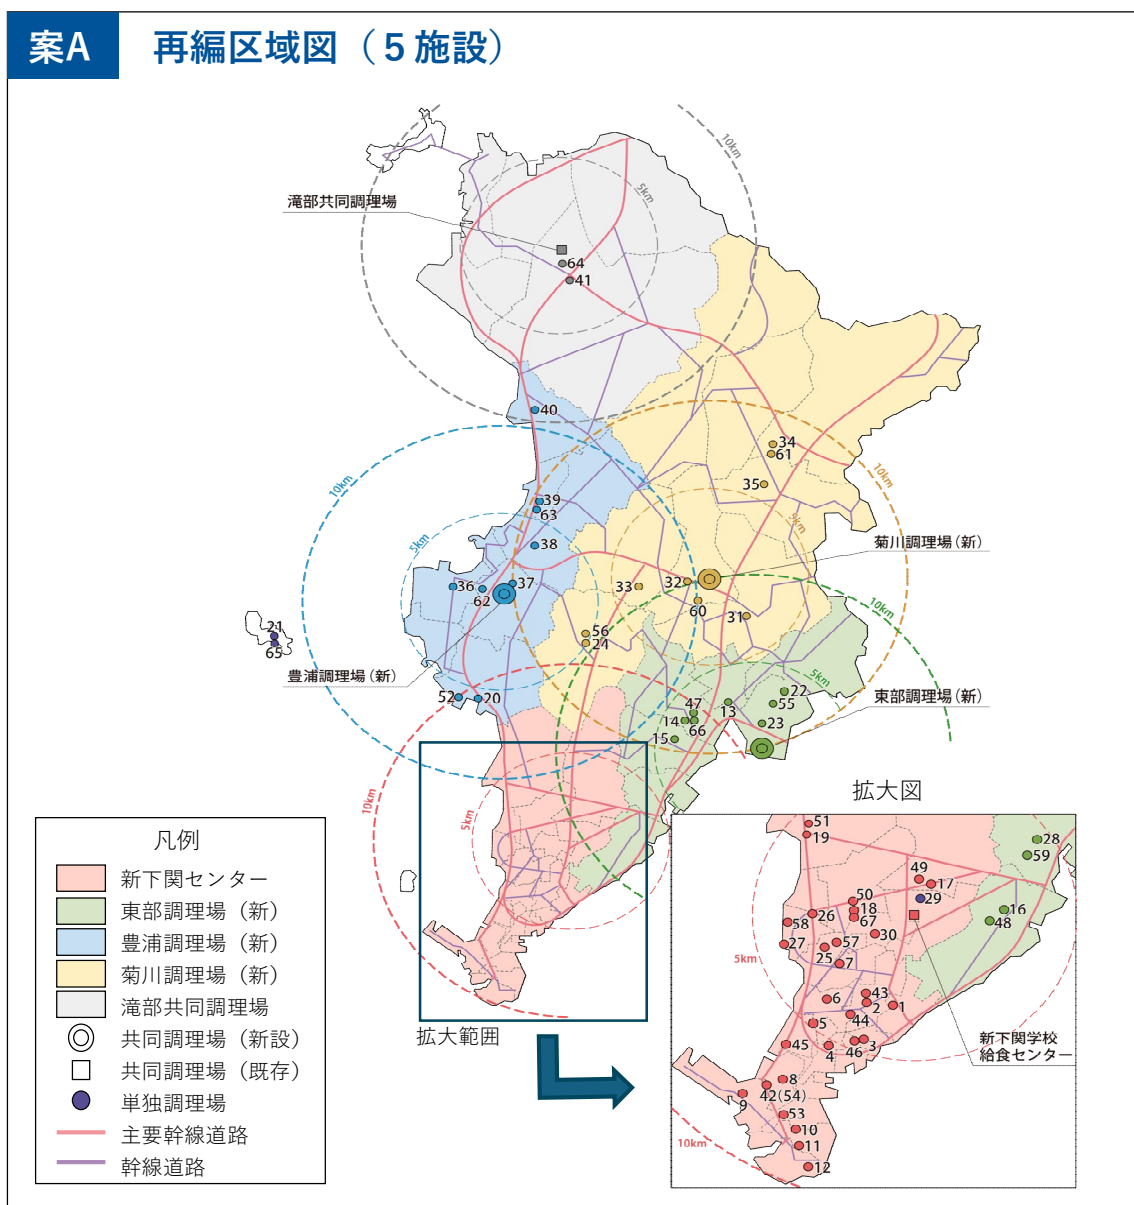 案A 再編区域図（５施設）
10km
5km
滝部共同調理場
64
41
40
10km
34
61
10km
35
39
63
5km
5km
38
菊川調理場(新)
36
62
37
33
32
60
10km
31
21
65
56
24
豊浦調理場(新)
5km
22
55
東部調理場(新)
52
20
47
13
14
66
23
15
10km
5km
拡大図
凡例
新下関センター
東部調理場（新）
豊浦調理場（新）
菊川調理場（新）
滝部共同調理場
共同調理場（新設）
共同調理場（既存）
単独調理場
主要幹線道路
幹線道路
拡大範囲
51
19
28
59
49
17
50
18
29
67
16
26
48
58
30
27
57
25
7
5km
6
43
2
1
44
5
新下関学校
給食センター
45
4
46
3
8
42(54)
9
53
10
10km
11
12